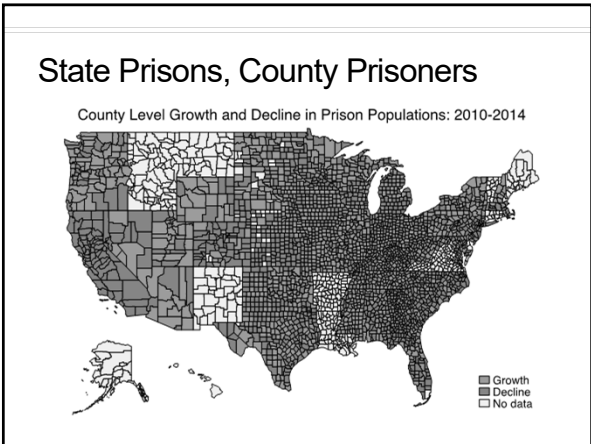 State Prisons, County Prisoners
County Level Growth and Decline in Prison Populations: 2010-2014
Growth
Decline
No data